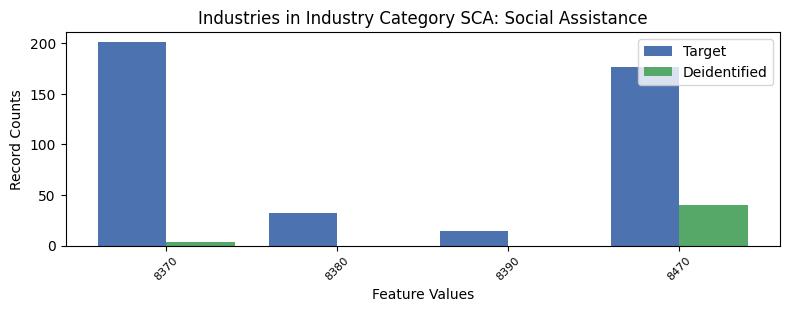 Industries in Industry Category SCA: Social Assistance
Target
Deidentified
Record Counts
200
150
100
50
0
8370
8380
8390
8470
Feature Values